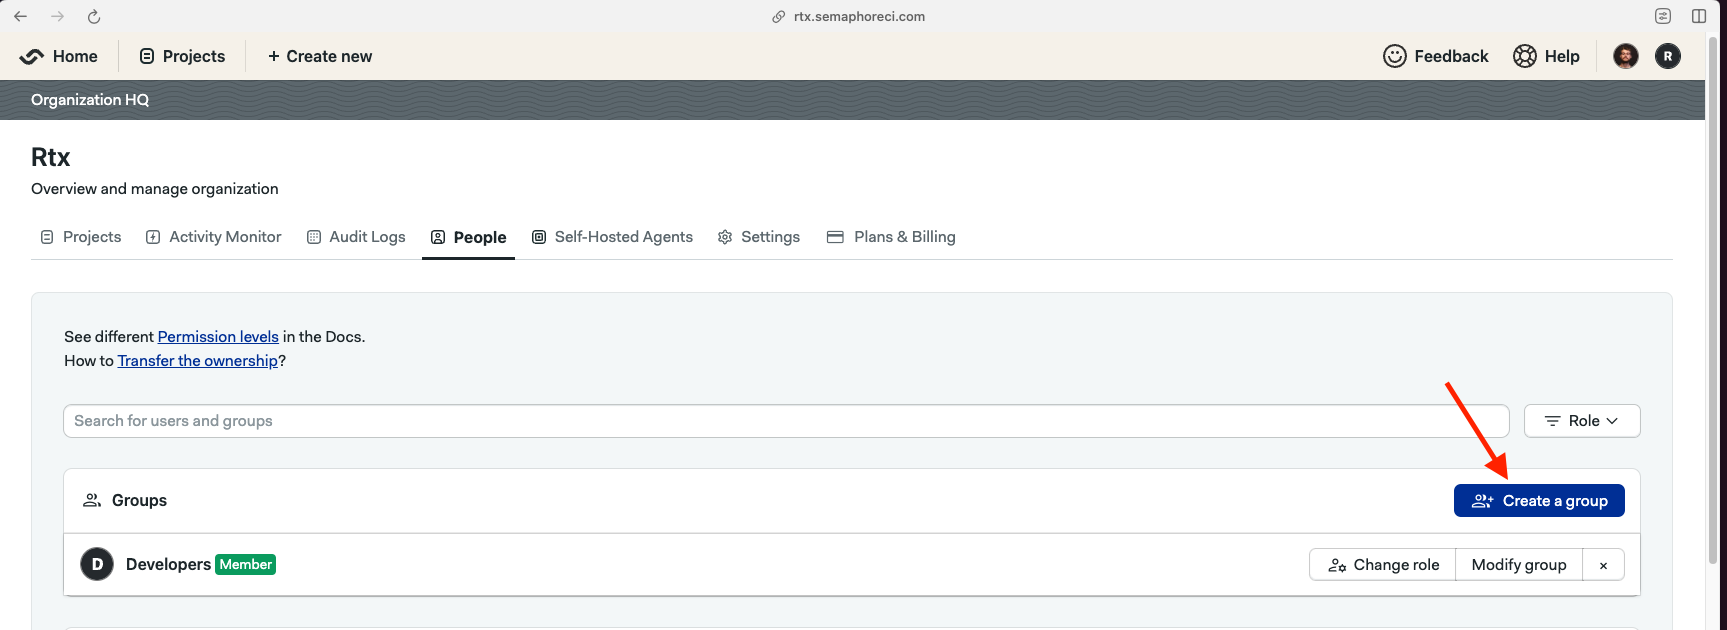 rtx.semaphoreci.com
Home Projects + Create new Feedback Help R
Organization HQ
Rtx
Overview and manage organization
Projects Activity Monitor Audit Logs People Self-Hosted Agents Settings Plans & Billing
See different Permission levels in the Docs.
How to Transfer the ownership?
Search for users and groups Role
Groups Create a group
D Developers Member Change role Modify group ×